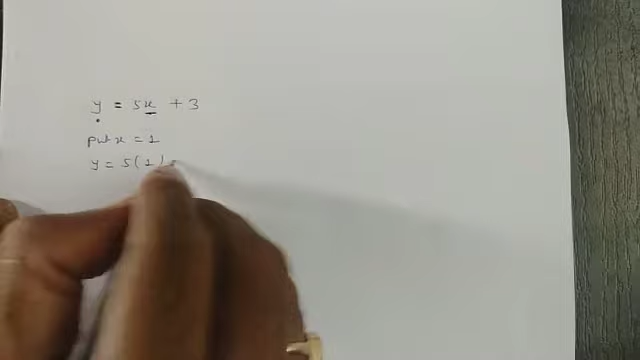 y = 5x + 3
put x = 1
y = 5(1)